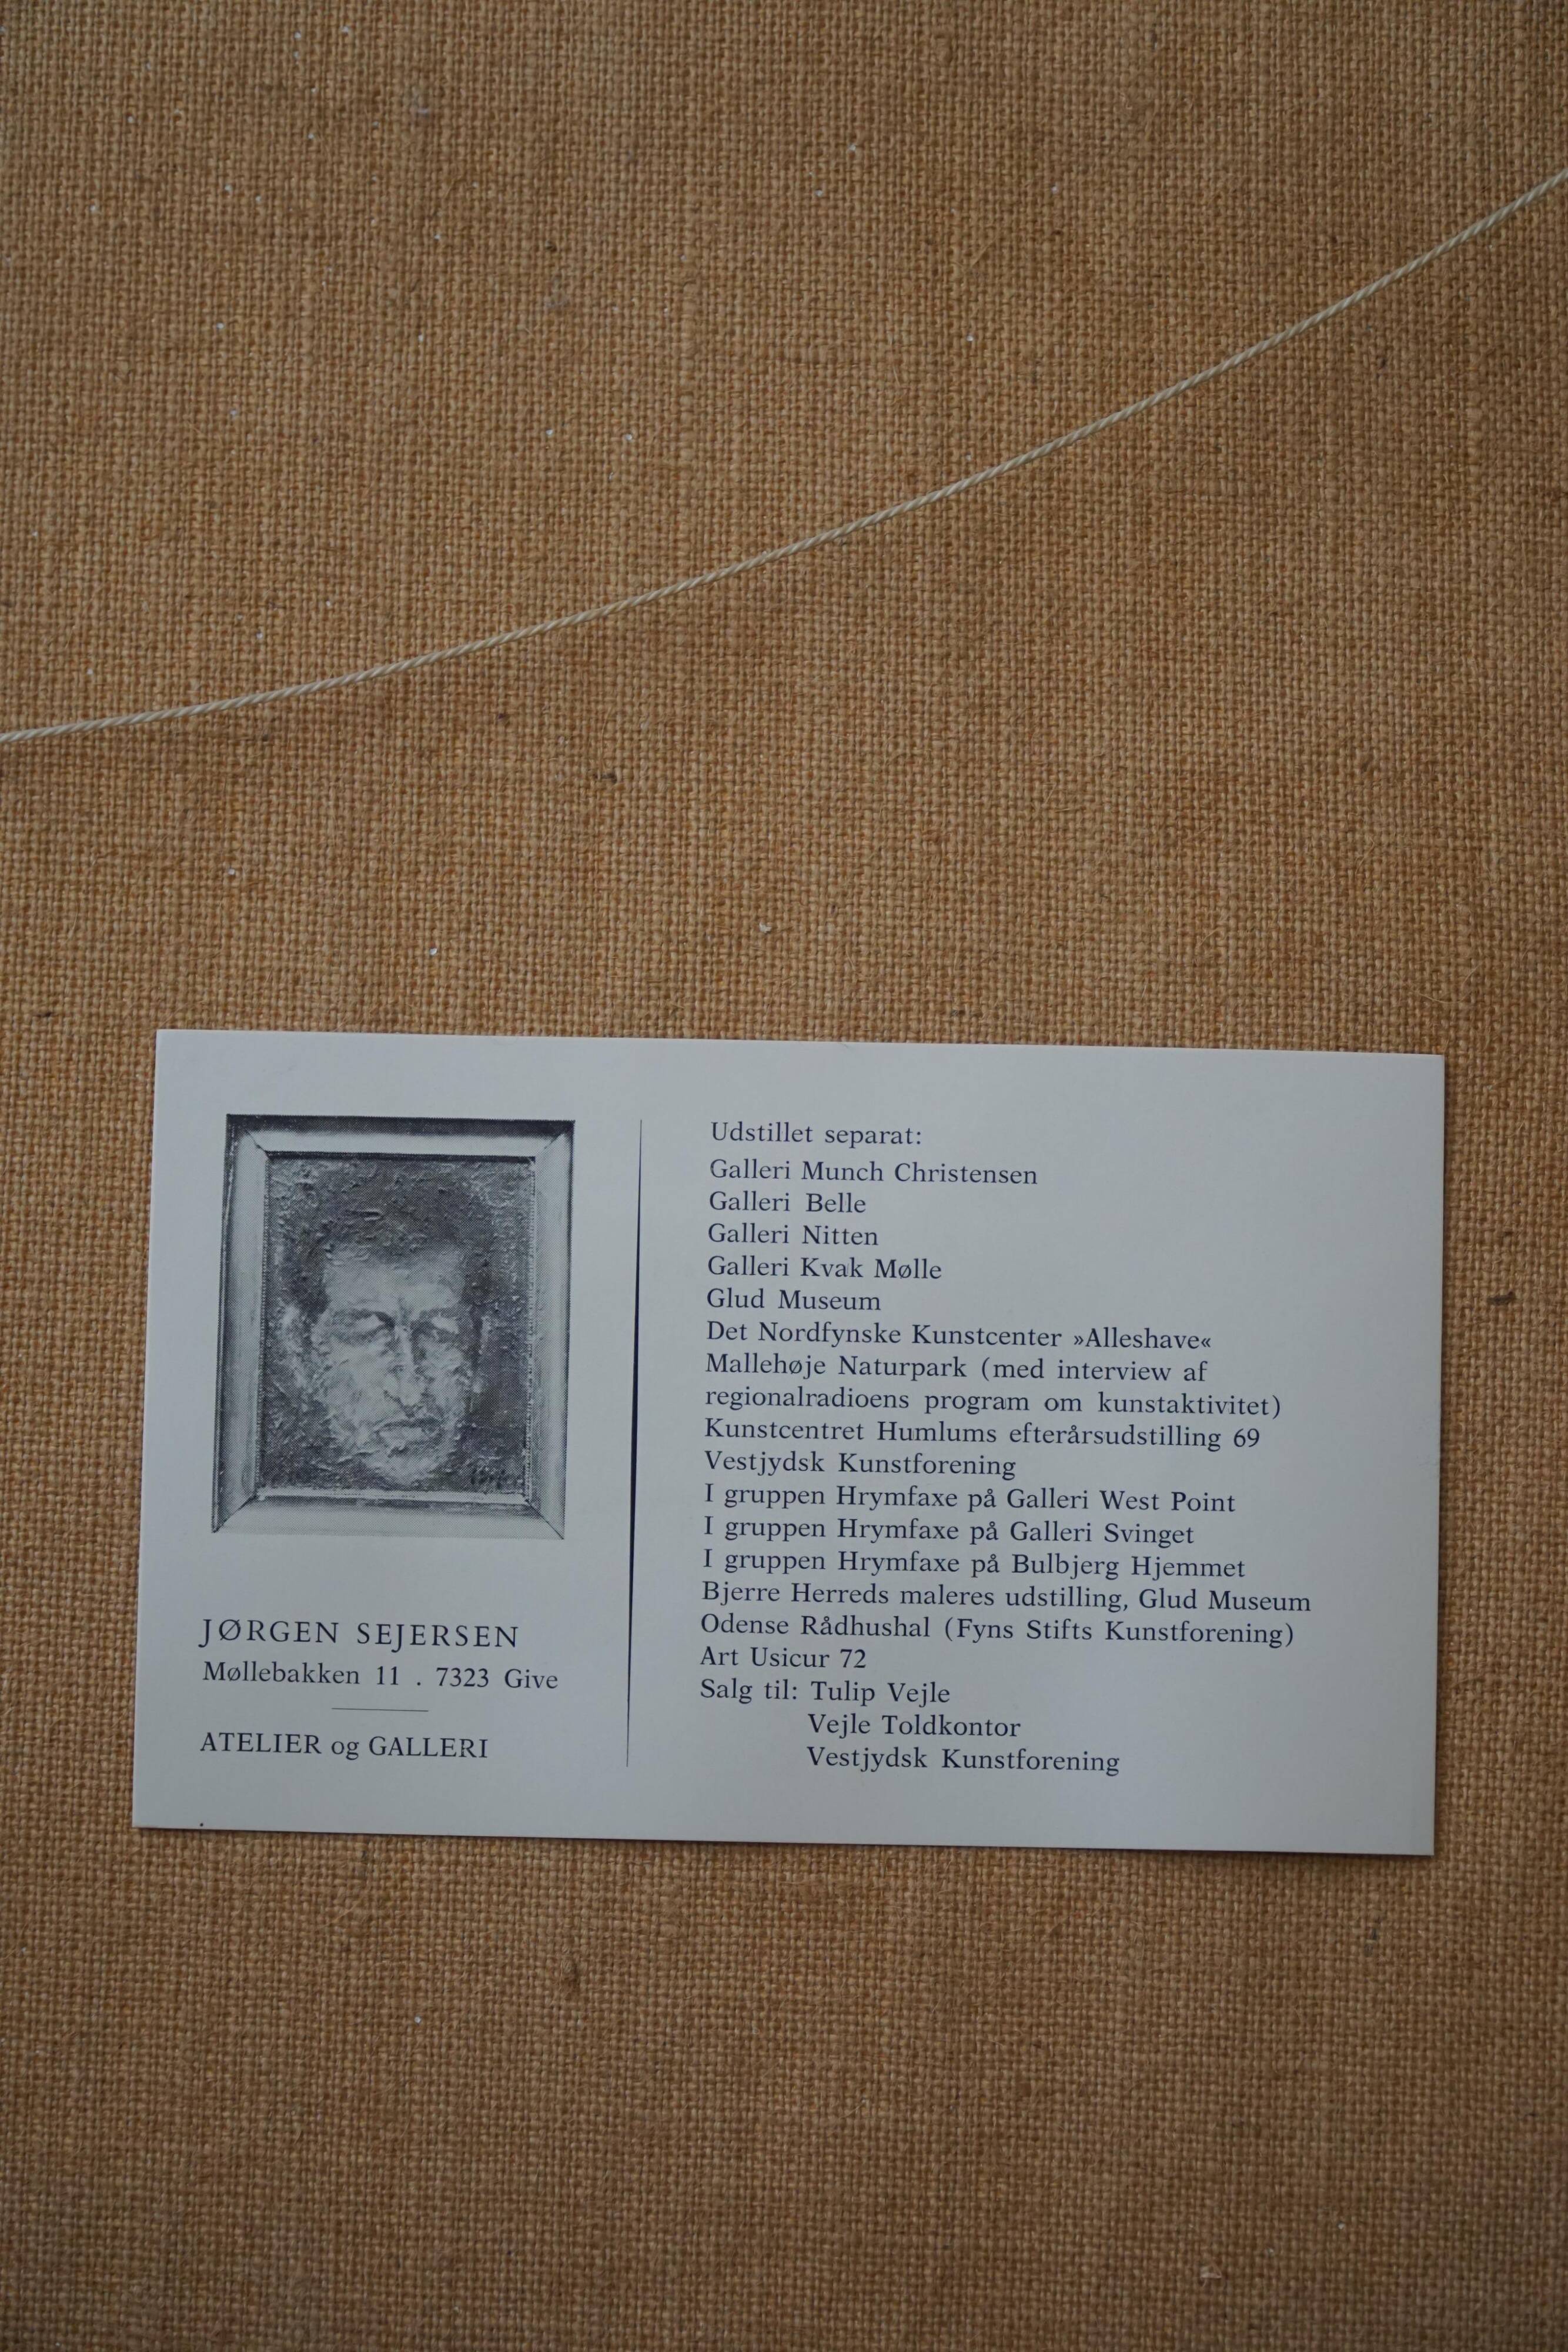 JØRGEN SEJERSEN
Møllebakken 11 . 7323 Give
ATELIER og GALLERI
Udstillet separat:
Galleri Munch Christensen
Galleri Belle
Galleri Nitten
Galleri Kvak Mølle
Glud Museum
Det Nordfynske Kunstcenter »Alleshave«
Mallehøje Naturpark (med interview af
regionalradioens program om kunstaktivitet)
Kunstcentret Humlums efterårsudstilling 69
Vestjydsk Kunstforening
I gruppen Hrymfaxe på Galleri West Point
I gruppen Hrymfaxe på Galleri Svinget
I gruppen Hrymfaxe på Bulbjerg Hjemmet
Bjerre Herreds maleres udstilling, Glud Museum
Odense Rådhushal (Fyns Stifts Kunstforening)
Art Usicur 72
Salg til: Tulip Vejle
Vejle Toldkontor
Vestjydsk Kunstforening